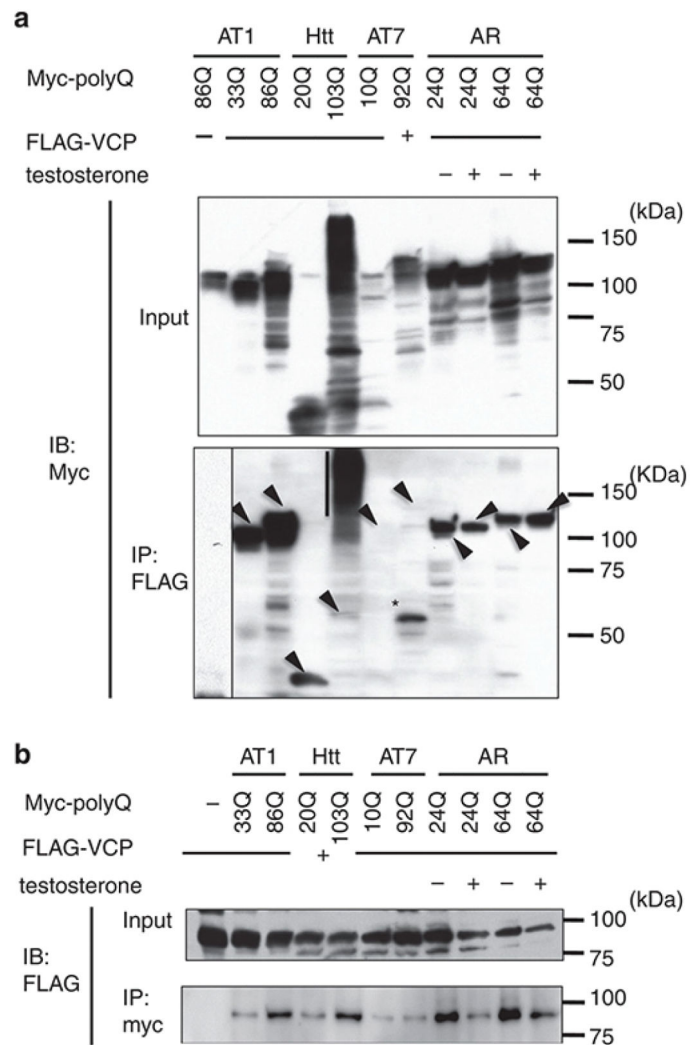 a
AT1 Htt AT7 AR
Myc-polyQ 86Q 33Q 86Q 20Q 103Q 10Q 92Q 24Q 24Q 64Q 64Q
FLAG-VCP – +
testosterone – + – +
(kDa)
150
100
75
50
Input
IB:
Myc
(KDa)
150
100
75
50
IP:
FLAG
*
b
AT1 Htt AT7 AR
Myc-polyQ – 33Q 86Q 20Q 103Q 10Q 92Q 24Q 24Q 64Q 64Q
FLAG-VCP +
testosterone – + – +
(kDa)
Input 100
75
IB:
FLAG
IP:
myc
100
75